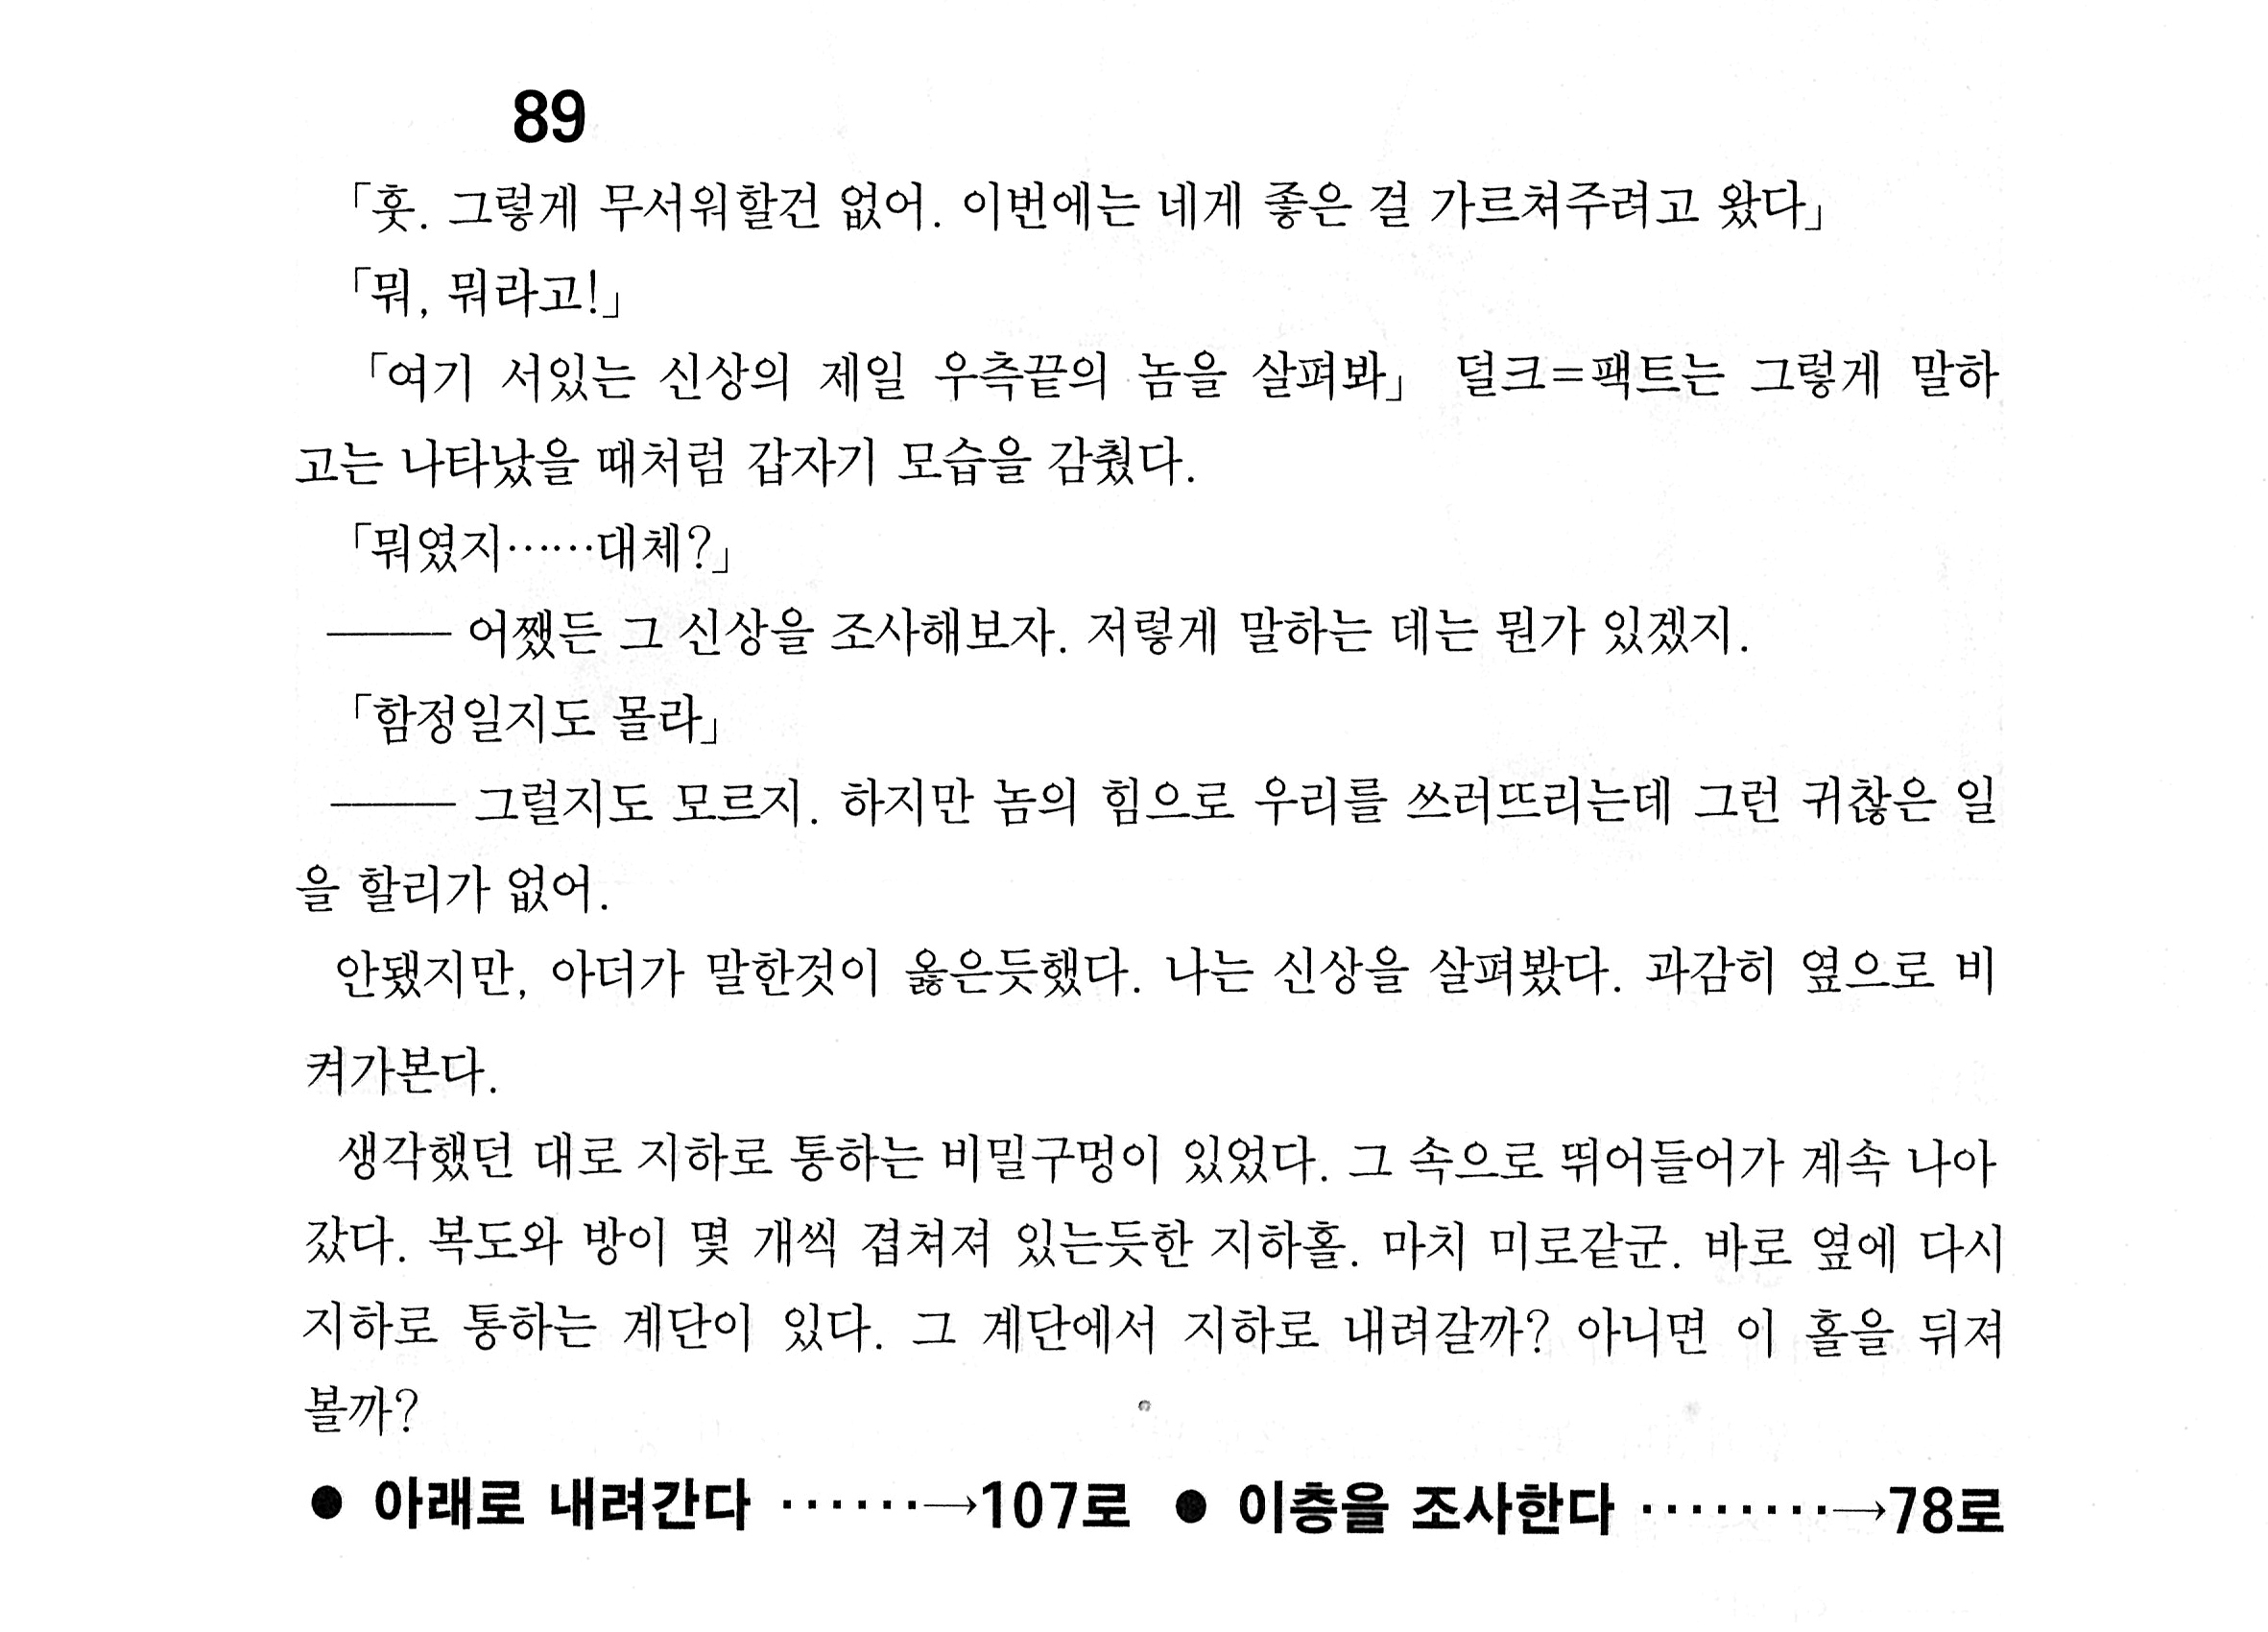 89
「훗. 그렇게 무서워할건 없어. 이번에는 네게 좋은 걸 가르쳐주려고 왔다」
「뭐, 뭐라고!」
「여기 서있는 신상의 제일 우측끝의 놈을 살펴봐」 덜크=팩트는 그렇게 말하
고는 나타났을 때처럼 갑자기 모습을 감췄다.
「뭐였지……대체?」
─── 어쨌든 그 신상을 조사해보자. 저렇게 말하는 데는 뭔가 있겠지.
「함정일지도 몰라」
─── 그럴지도 모르지. 하지만 놈의 힘으로 우리를 쓰러뜨리는데 그런 귀찮은 일
을 할리가 없어.
안됐지만, 아더가 말한것이 옳은듯했다. 나는 신상을 살펴봤다. 과감히 옆으로 비
켜가본다.
생각했던 대로 지하로 통하는 비밀구멍이 있었다. 그 속으로 뛰어들어가 계속 나아
갔다. 복도와 방이 몇 개씩 겹쳐져 있는듯한 지하홀. 마치 미로같군. 바로 옆에 다시
지하로 통하는 계단이 있다. 그 계단에서 지하로 내려갈까? 아니면 이 홀을 뒤져
볼까?
● 아래로 내려간다 ‥‥‥→107로 ● 이층을 조사한다 ‥‥‥‥→78로